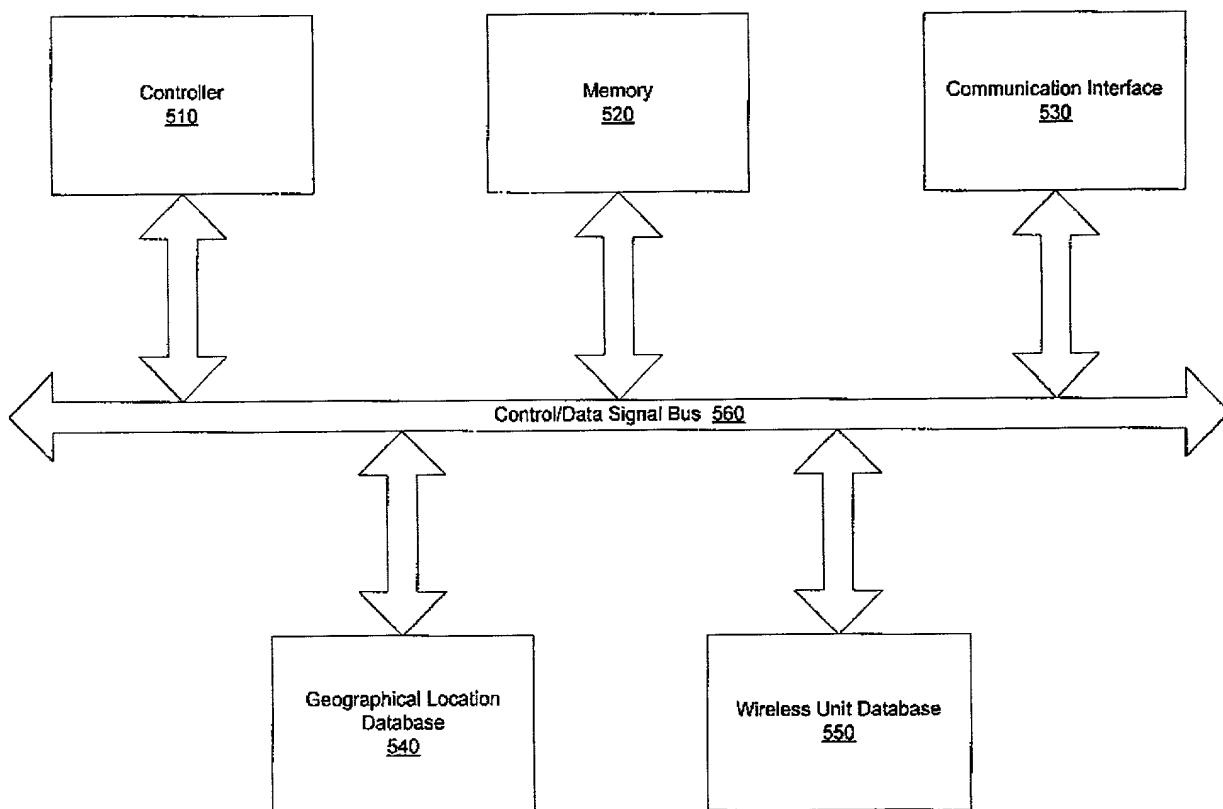 Controller
510
Memory
520
Communication Interface
530
Control/Data Signal Bus 560
Geographical Location
Database
540
Wireless Unit Database
550